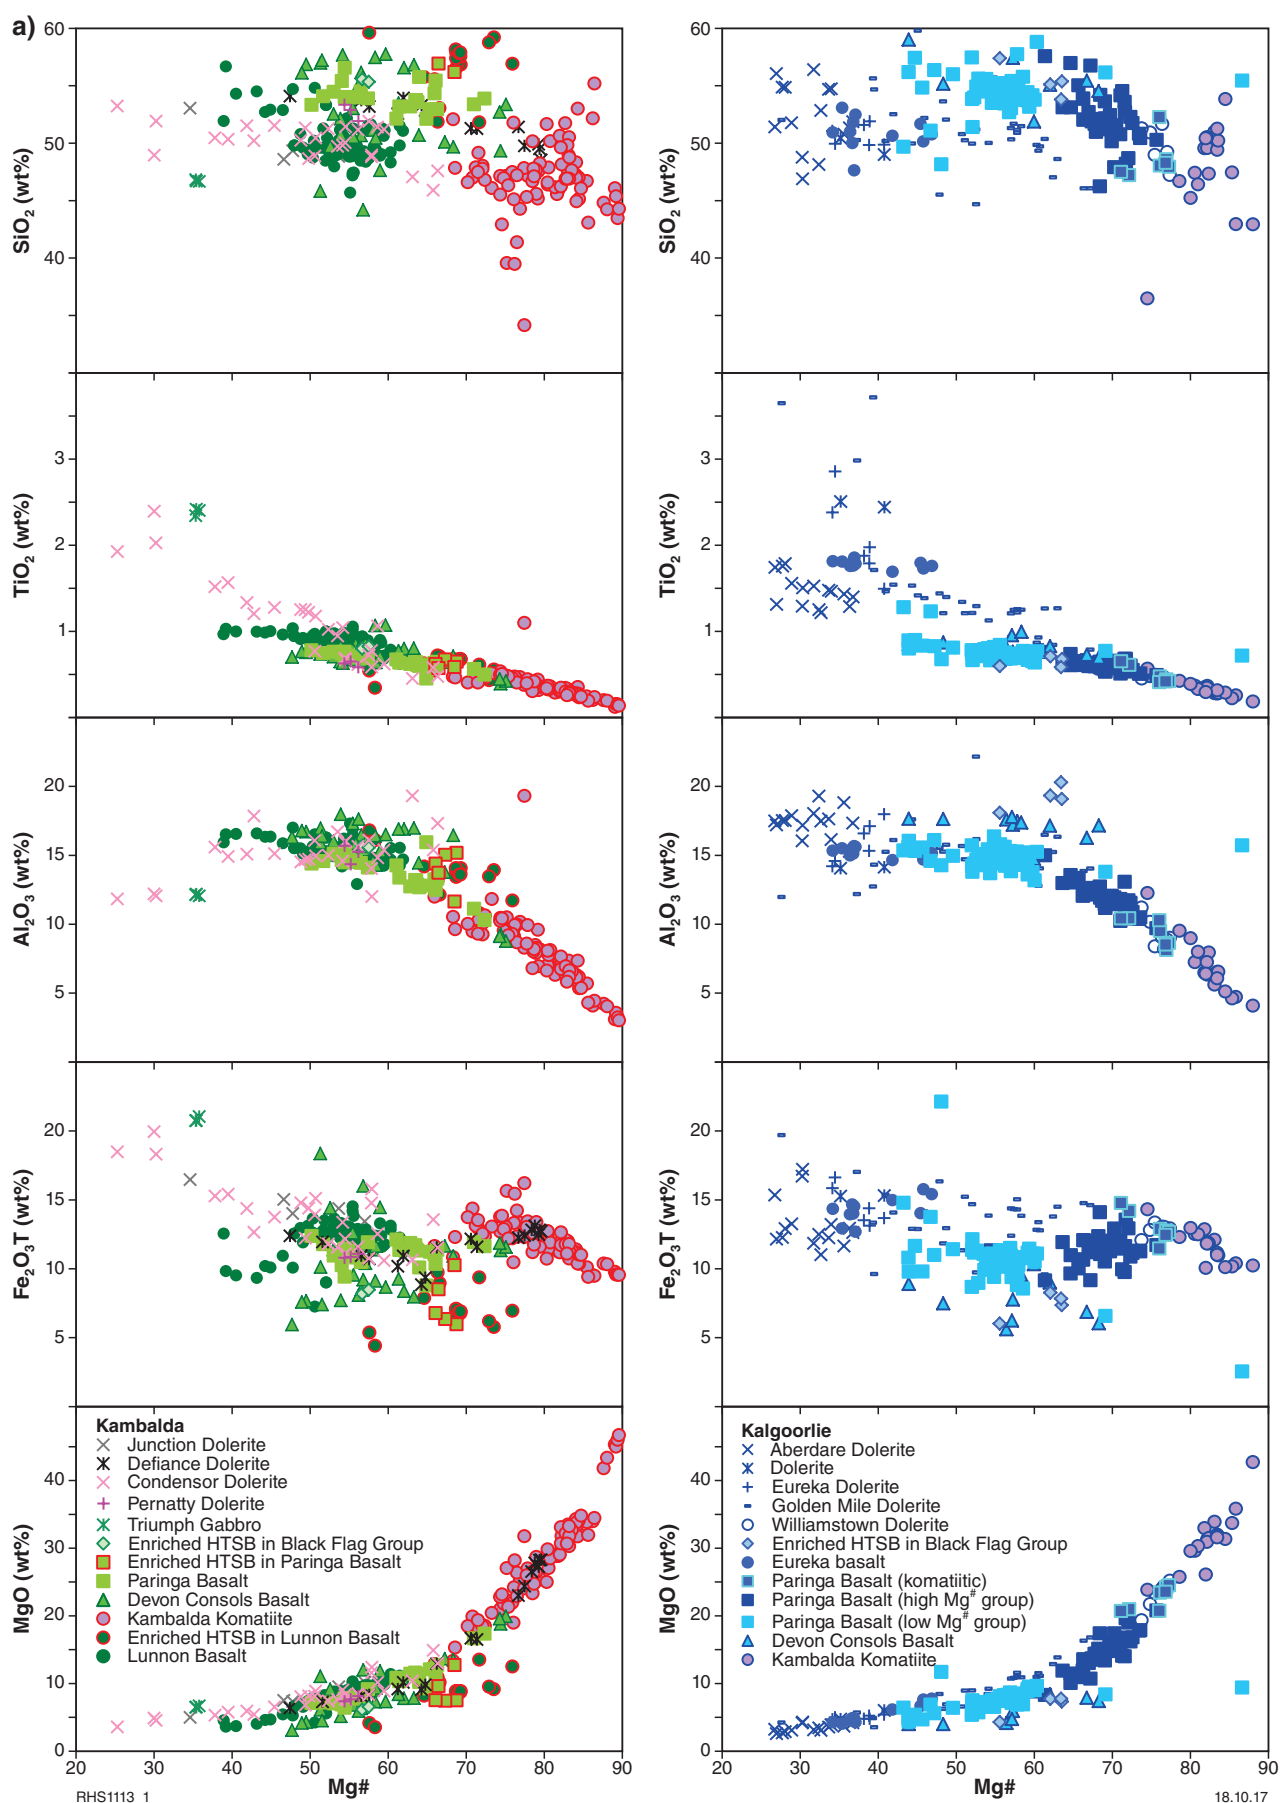 a)
60
50
40
SiO2 (wt%)
3
2
1
TiO2 (wt%)
20
15
10
5
Al2O3 (wt%)
20
15
10
5
Fe2O3T (wt%)
Kambalda
Junction Dolerite
Defiance Dolerite
Condensor Dolerite
Pernatty Dolerite
Triumph Gabbro
Enriched HTSB in Black Flag Group
Enriched HTSB in Paringa Basalt
Paringa Basalt
Devon Consols Basalt
Kambalda Komatiite
Enriched HTSB in Lunnon Basalt
Lunnon Basalt
40
30
20
10
0
MgO (wt%)
20 30 40 50 60 70 80 90
Mg#
60
50
40
SiO2 (wt%)
3
2
1
TiO2 (wt%)
20
15
10
5
Al2O3 (wt%)
20
15
10
5
Fe2O3T (wt%)
Kalgoorlie
Aberdare Dolerite
Dolerite
Eureka Dolerite
Golden Mile Dolerite
Williamstown Dolerite
Enriched HTSB in Black Flag Group
Eureka basalt
Paringa Basalt (komatiitic)
Paringa Basalt (high Mg# group)
Paringa Basalt (low Mg# group)
Devon Consols Basalt
Kambalda Komatiite
40
30
20
10
0
MgO (wt%)
20 30 40 50 60 70 80 90
Mg#
RHS1113_1
18.10.17